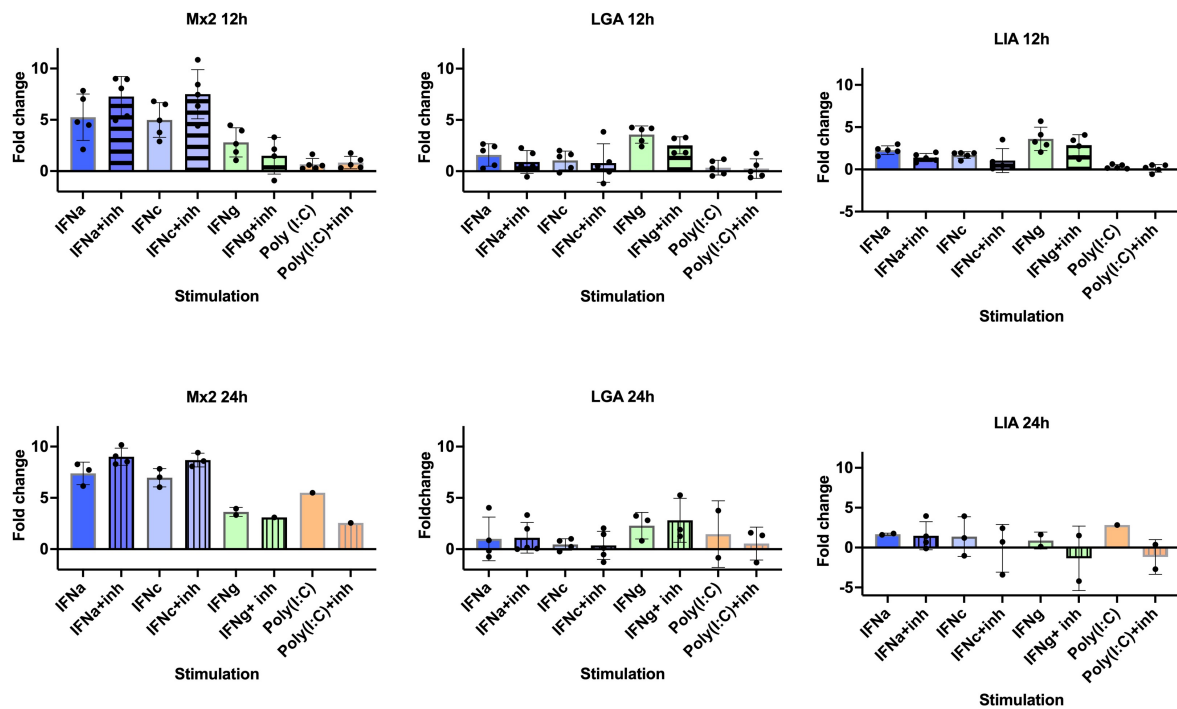 Mx2 12h
Fold change
10
5
0
IFNa
IFNa+inh
IFNc
IFNc+inh
IFNg
IFNg+inh
Poly (I:C)
Poly(I:C)+inh
Stimulation
LGA 12h
Fold change
10
5
0
IFNa
IFNa+inh
IFNc
IFNc+inh
IFNg
IFNg+inh
Poly(I:C)
Poly(I:C)+inh
Stimulation
LIA 12h
Fold change
10
5
0
-5
IFNa
IFNa+inh
IFNc
IFNc+inh
IFNg
IFNg+inh
Poly(I:C)
Poly(I:C)+inh
Stimulation
Mx2 24h
Fold change
10
5
0
IFNa
IFNa+inh
IFNc
IFNc+inh
IFNg
IFNg+ inh
Poly(I:C)
Poly(I:C)+inh
Stimulation
LGA 24h
Foldchange
10
5
0
IFNa
IFNa+inh
IFNc
IFNc+inh
IFNg
IFNg+ inh
Poly(I:C)
Poly(I:C)+inh
Stimulation
LIA 24h
Fold change
10
5
0
-5
IFNa
IFNa+inh
IFNc
IFNc+inh
IFNg
IFNg+ inh
Poly(I:C)
Poly(I:C)+inh
Stimulation